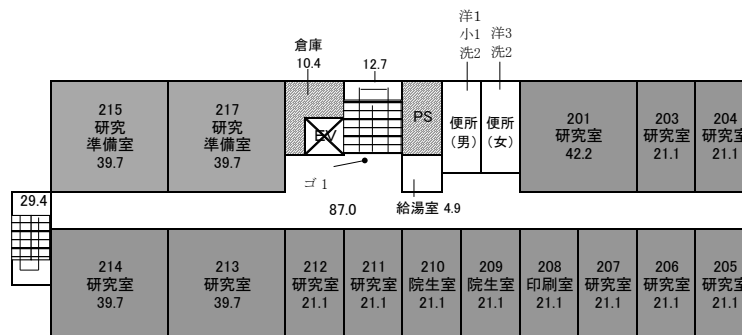 洋1
小1
洗2
洋3
洗2
倉庫
10.4
12.7
215
研究
準備室
39.7
217
研究
準備室
39.7
EV
PS
便所
（男）
便所
（女）
201
研究室
42.2
203
研究室
21.1
204
研究室
21.1
ゴ 1
29.4
87.0
給湯室 4.9
214
研究室
39.7
213
研究室
39.7
212
研究室
21.1
211
研究室
21.1
210
院生室
21.1
209
院生室
21.1
208
印刷室
21.1
207
研究室
21.1
206
研究室
21.1
205
研究室
21.1